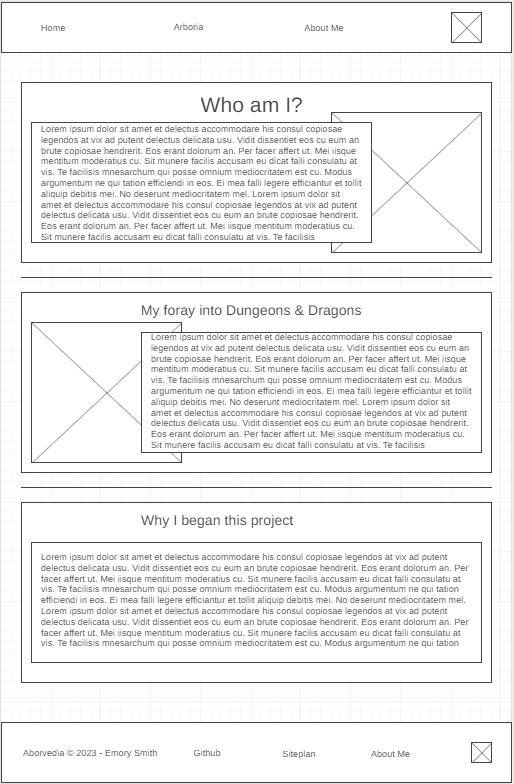 Home Arboria About Me
Who am I?
Lorem ipsum dolor sit amet et delectus accommodare his consul copiosae
legendos at vix ad putent delectus delicata usu. Vidit dissentiet eos cu eum an
brute copiosae hendrerit. Eos erant dolorum an. Per facer affert ut. Mei iisque
mentitum moderatius cu. Sit munere facilis accusam eu dicat falli consulatu at
vis. Te facilisis mnesarchum qui posse omnium mediocritatem est cu. Modus
argumentum ne qui tation efficiendi in eos. Ei mea falli legere efficiantur et tollit
aliquip debitis mei. No deserunt mediocritatem mel. Lorem ipsum dolor sit
amet et delectus accommodare his consul copiosae legendos at vix ad putent
delectus delicata usu. Vidit dissentiet eos cu eum an brute copiosae hendrerit.
Eos erant dolorum an. Per facer affert ut. Mei iisque mentitum moderatius cu.
Sit munere facilis accusam eu dicat falli consulatu at vis. Te facilisis
My foray into Dungeons & Dragons
Lorem ipsum dolor sit amet et delectus accommodare his consul copiosae
legendos at vix ad putent delectus delicata usu. Vidit dissentiet eos cu eum an
brute copiosae hendrerit. Eos erant dolorum an. Per facer affert ut. Mei iisque
mentitum moderatius cu. Sit munere facilis accusam eu dicat falli consulatu at
vis. Te facilisis mnesarchum qui posse omnium mediocritatem est cu. Modus
argumentum ne qui tation efficiendi in eos. Ei mea falli legere efficiantur et tollit
aliquip debitis mei. No deserunt mediocritatem mel. Lorem ipsum dolor sit
amet et delectus accommodare his consul copiosae legendos at vix ad putent
delectus delicata usu. Vidit dissentiet eos cu eum an brute copiosae hendrerit.
Eos erant dolorum an. Per facer affert ut. Mei iisque mentitum moderatius cu.
Sit munere facilis accusam eu dicat falli consulatu at vis. Te facilisis
Why I began this project
Lorem ipsum dolor sit amet et delectus accommodare his consul copiosae legendos at vix ad putent
delectus delicata usu. Vidit dissentiet eos cu eum an brute copiosae hendrerit. Eos erant dolorum an. Per
facer affert ut. Mei iisque mentitum moderatius cu. Sit munere facilis accusam eu dicat falli consulatu at
vis. Te facilisis mnesarchum qui posse omnium mediocritatem est cu. Modus argumentum ne qui tation
efficiendi in eos. Ei mea falli legere efficiantur et tollit aliquip debitis mei. No deserunt mediocritatem mel.
Lorem ipsum dolor sit amet et delectus accommodare his consul copiosae legendos at vix ad putent
delectus delicata usu. Vidit dissentiet eos cu eum an brute copiosae hendrerit. Eos erant dolorum an. Per
facer affert ut. Mei iisque mentitum moderatius cu. Sit munere facilis accusam eu dicat falli consulatu at
vis. Te facilisis mnesarchum qui posse omnium mediocritatem est cu. Modus argumentum ne qui tation
Aborvedia © 2023 - Emory Smith Github Siteplan About Me